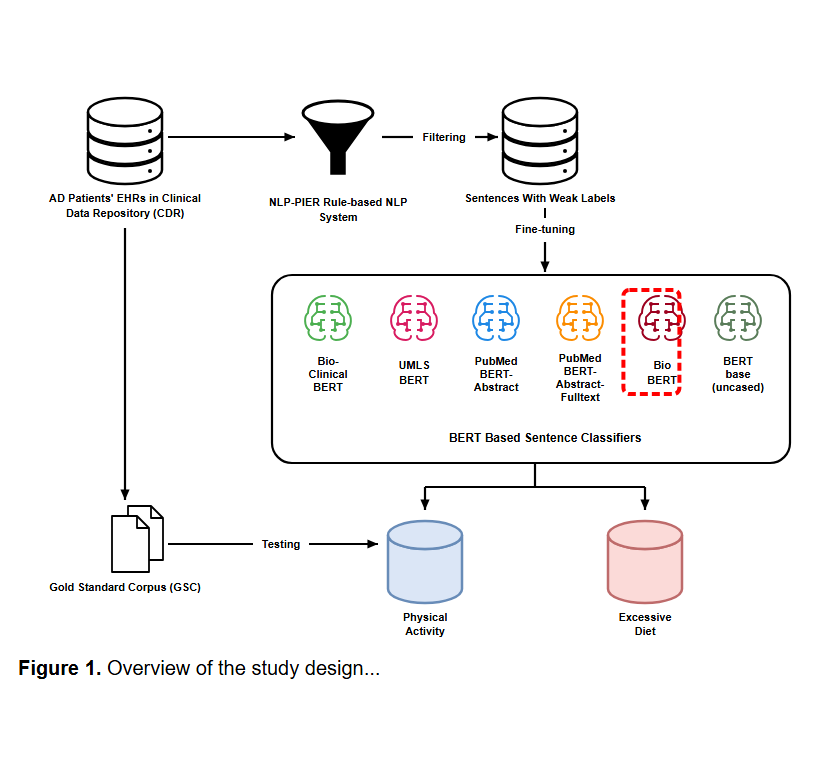 Filtering
AD Patients' EHRs in Clinical
Data Repository (CDR)
NLP-PIER Rule-based NLP
System
Sentences With Weak Labels
Fine-tuning
Bio-
Clinical
BERT
UMLS
BERT
PubMed
BERT-
Abstract
PubMed
BERT-
Abstract-
Fulltext
Bio
BERT
BERT
base
(uncased)
BERT Based Sentence Classifiers
Testing
Gold Standard Corpus (GSC)
Physical
Activity
Excessive
Diet
Figure 1. Overview of the study design...